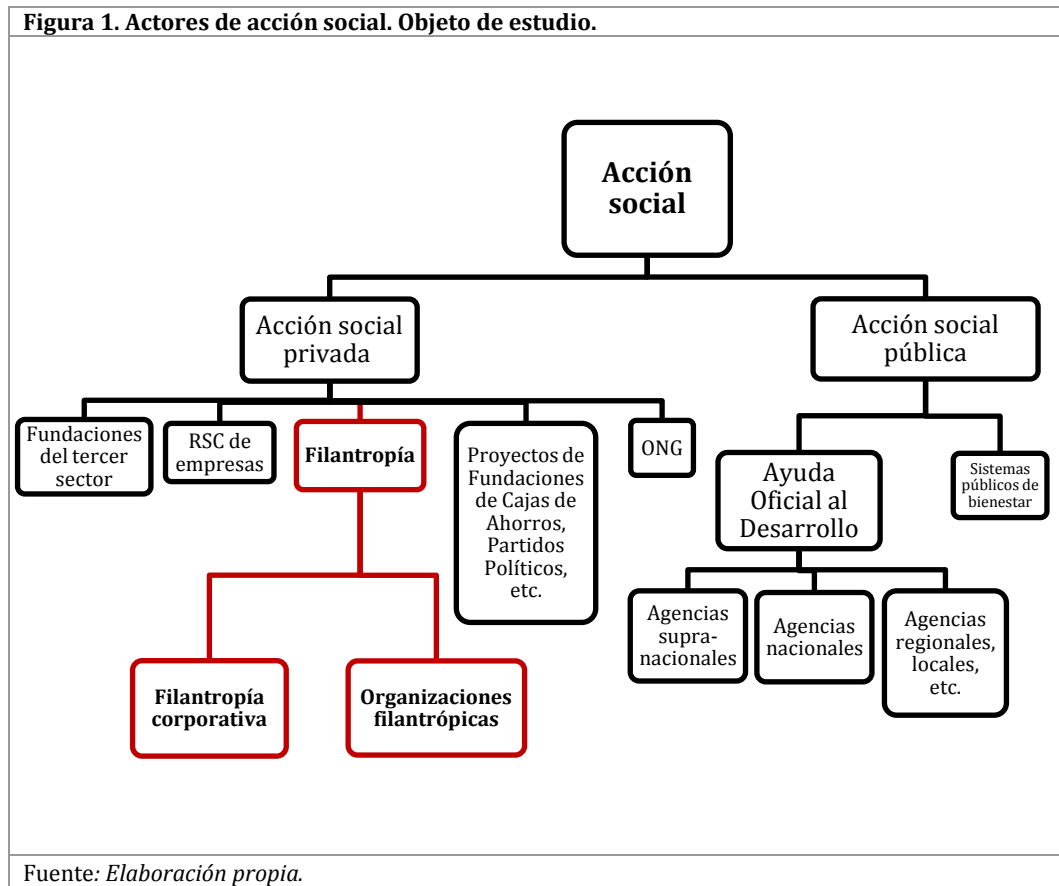 Figura 1. Actores de acción social. Objeto de estudio.
Acción
social
Acción social
privada
Acción social
pública
Fundaciones
del tercer
sector
RSC de
empresas
Filantropía
Proyectos de
Fundaciones
de Cajas de
Ahorros,
Partidos
Políticos,
etc.
ONG
Ayuda
Oficial al
Desarrollo
Sistemas
públicos de
bienestar
Filantropía
corporativa
Organizaciones
filantrópicas
Agencias
supra-
nacionales
Agencias
nacionales
Agencias
regionales,
locales,
etc.
Fuente: Elaboración propia.